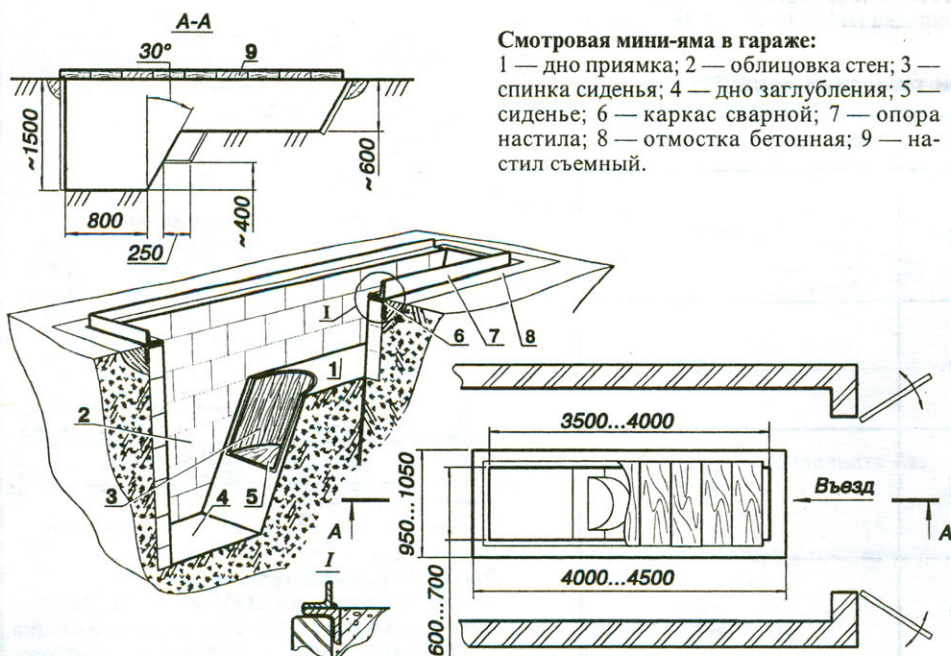 А-А
30°
9
~1500
~600
800
~400
250
Смотровая мини-яма в гараже:
1 — дно приямка; 2 — облицовка стен; 3 —
спинка сиденья; 4 — дно заглубления; 5 —
сиденье; 6 — каркас сварной; 7 — опора
настила; 8 — отмостка бетонная; 9 — на-
стил съемный.
I
6
7
8
1
2
3
4
5
I
3500...4000
950...1050
Въезд
А
А
4000...4500
600...700